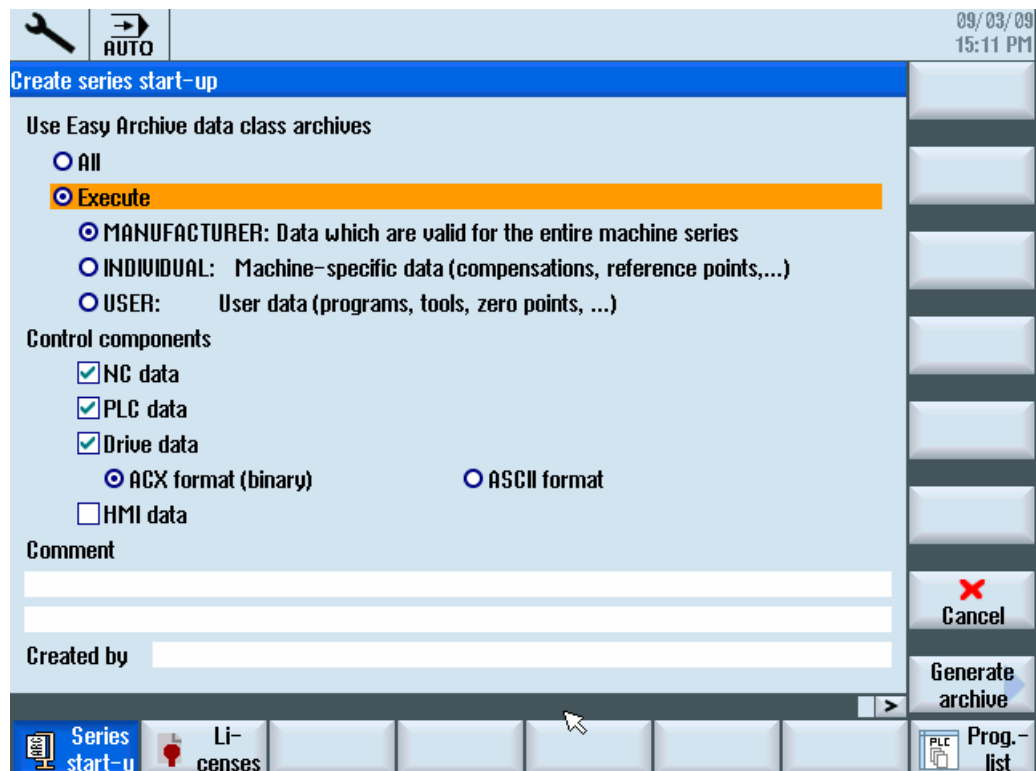 AUTO
09/03/09
15:11 PM
Create series start-up
Use Easy Archive data class archives
All
Execute
MANUFACTURER: Data which are valid for the entire machine series
INDIVIDUAL: Machine-specific data (compensations, reference points,...)
USER: User data (programs, tools, zero points, ...)
Control components
NC data
PLC data
Drive data
ACX format (binary) ASCII format
HMI data
Comment
Created by
Cancel
Generate
archive
>
ARC
Series
start-u
Li-
censes
PLC
Prog.-
list